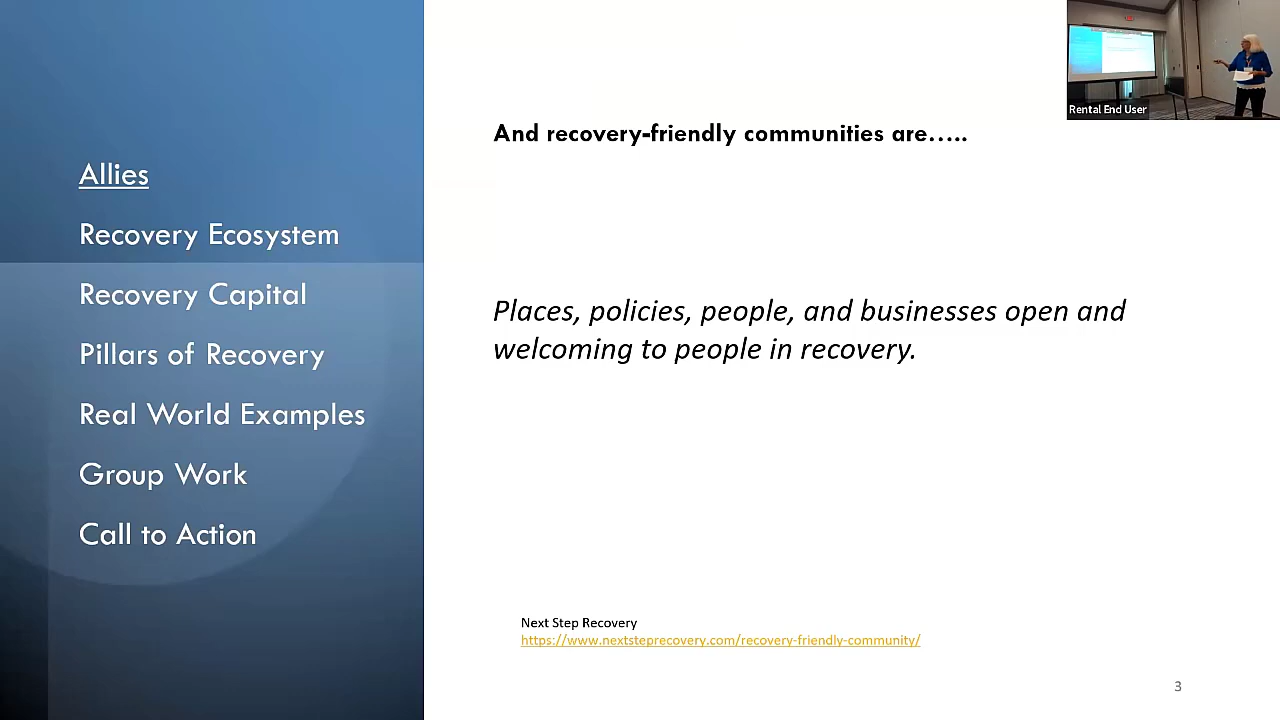 Allies
Recovery Ecosystem
Recovery Capital
Pillars of Recovery
Real World Examples
Group Work
Call to Action
And recovery-friendly communities are…..
Places, policies, people, and businesses open and
welcoming to people in recovery.
Next Step Recovery
https://www.nextsteprecovery.com/recovery-friendly-community/
3
Rental End User